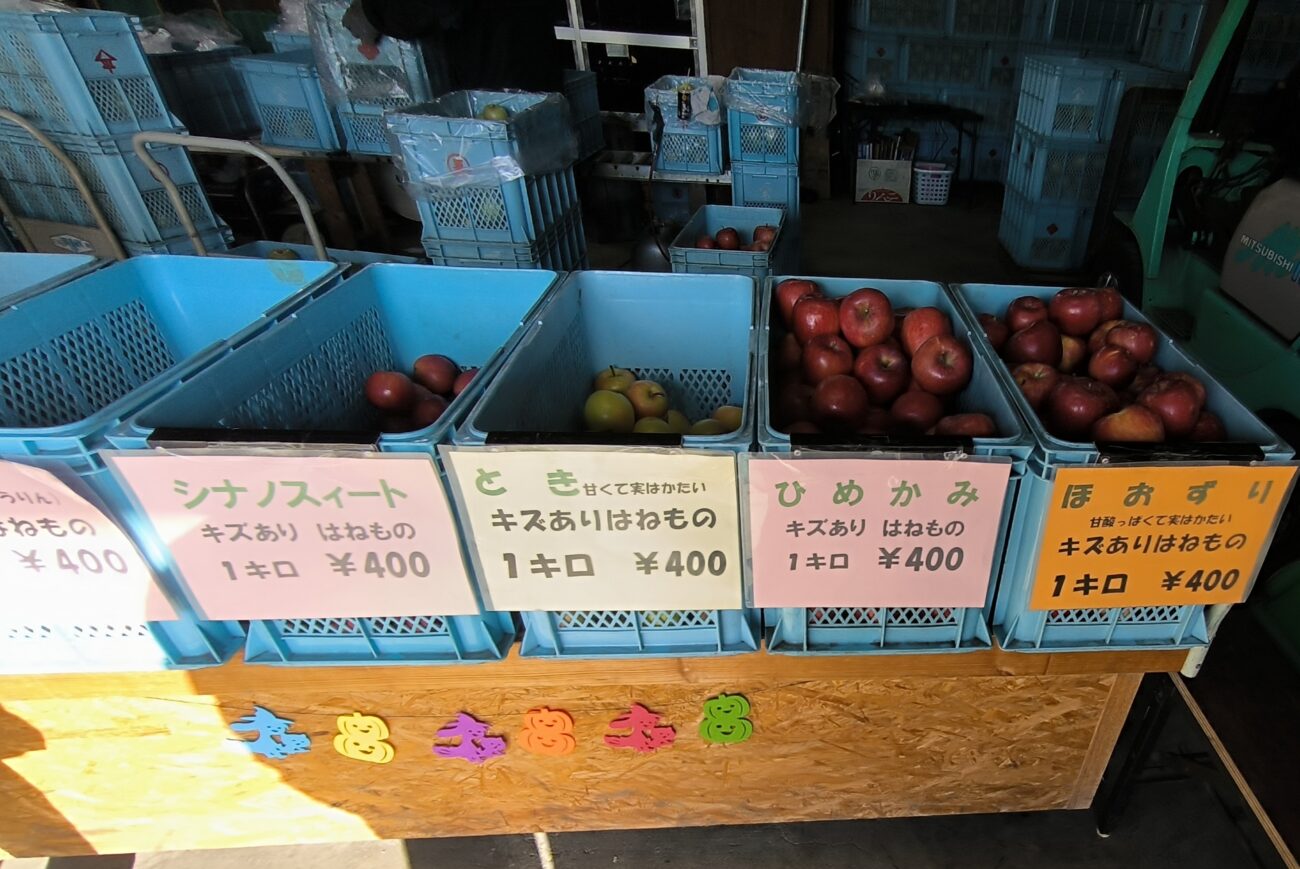 うりん)
はねもの
¥400
シナノスィート
キズあり はねもの
1キロ ¥400
とき 甘くて実はかたい
キズありはねもの
1キロ ¥400
ひめかみ
キズあり はねもの
1キロ ¥400
ほおずり
甘酸っぱくて実はかたい
キズありはねもの
1キロ ¥400
MITSUBISHI